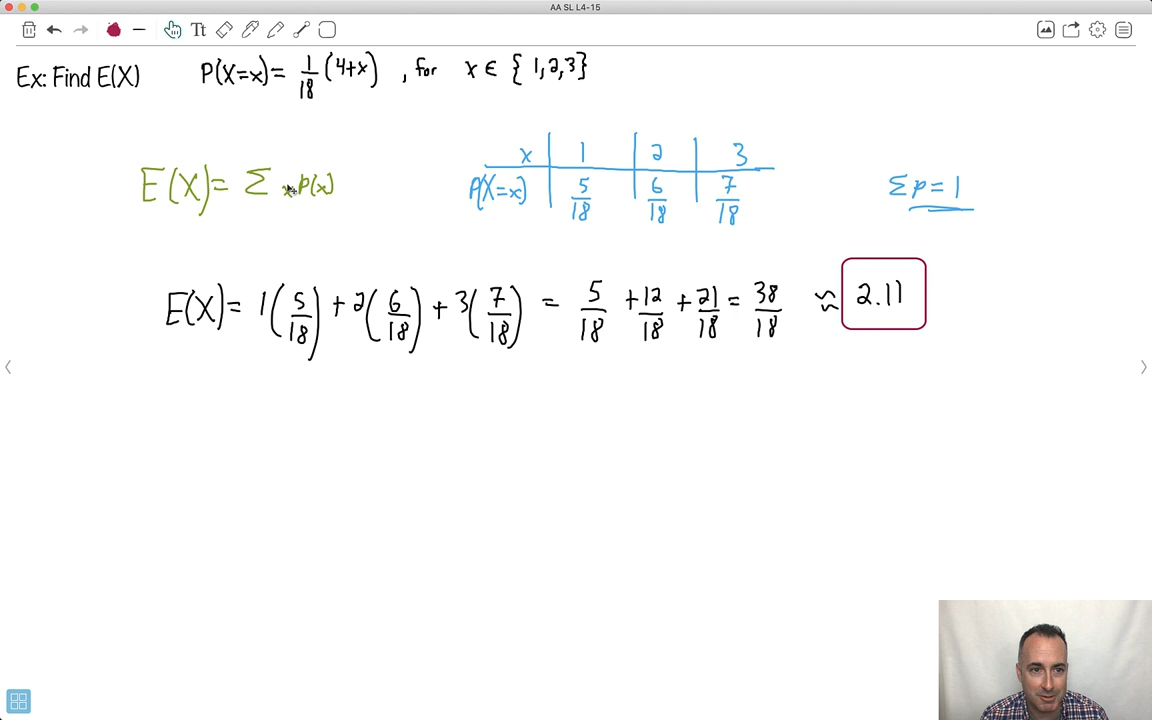 AA SL L4-15
Tt
Ex: Find E(X) P(X=x)= 1/18 (4+x) , for x ∈ { 1,2,3}
x | 1 | 2 | 3
E(X)= Σ x·P(x) P(X=x) | 5/18 | 6/18 | 7/18 Σp=1
E(X)= 1(5/18) + 2(6/18) + 3(7/18) = 5/18 + 12/18 + 21/18 = 38/18 ≈ 2.11